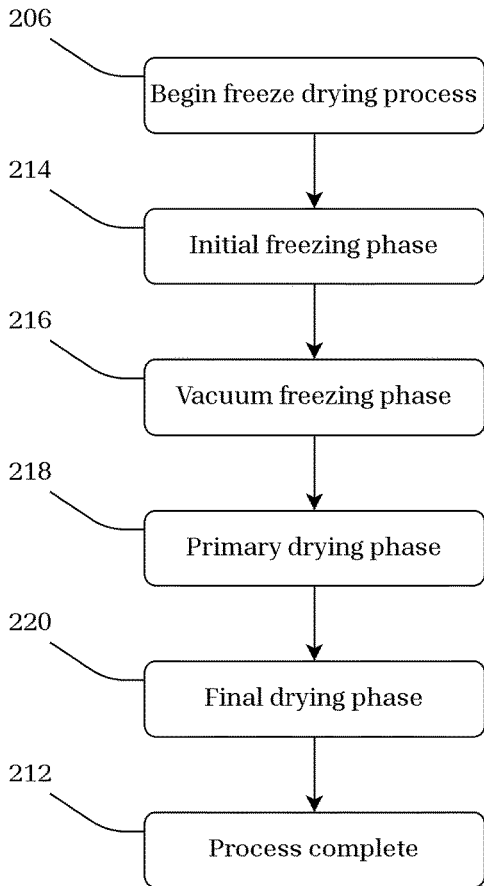 206
Begin freeze drying process
214
Initial freezing phase
216
Vacuum freezing phase
218
Primary drying phase
220
Final drying phase
212
Process complete